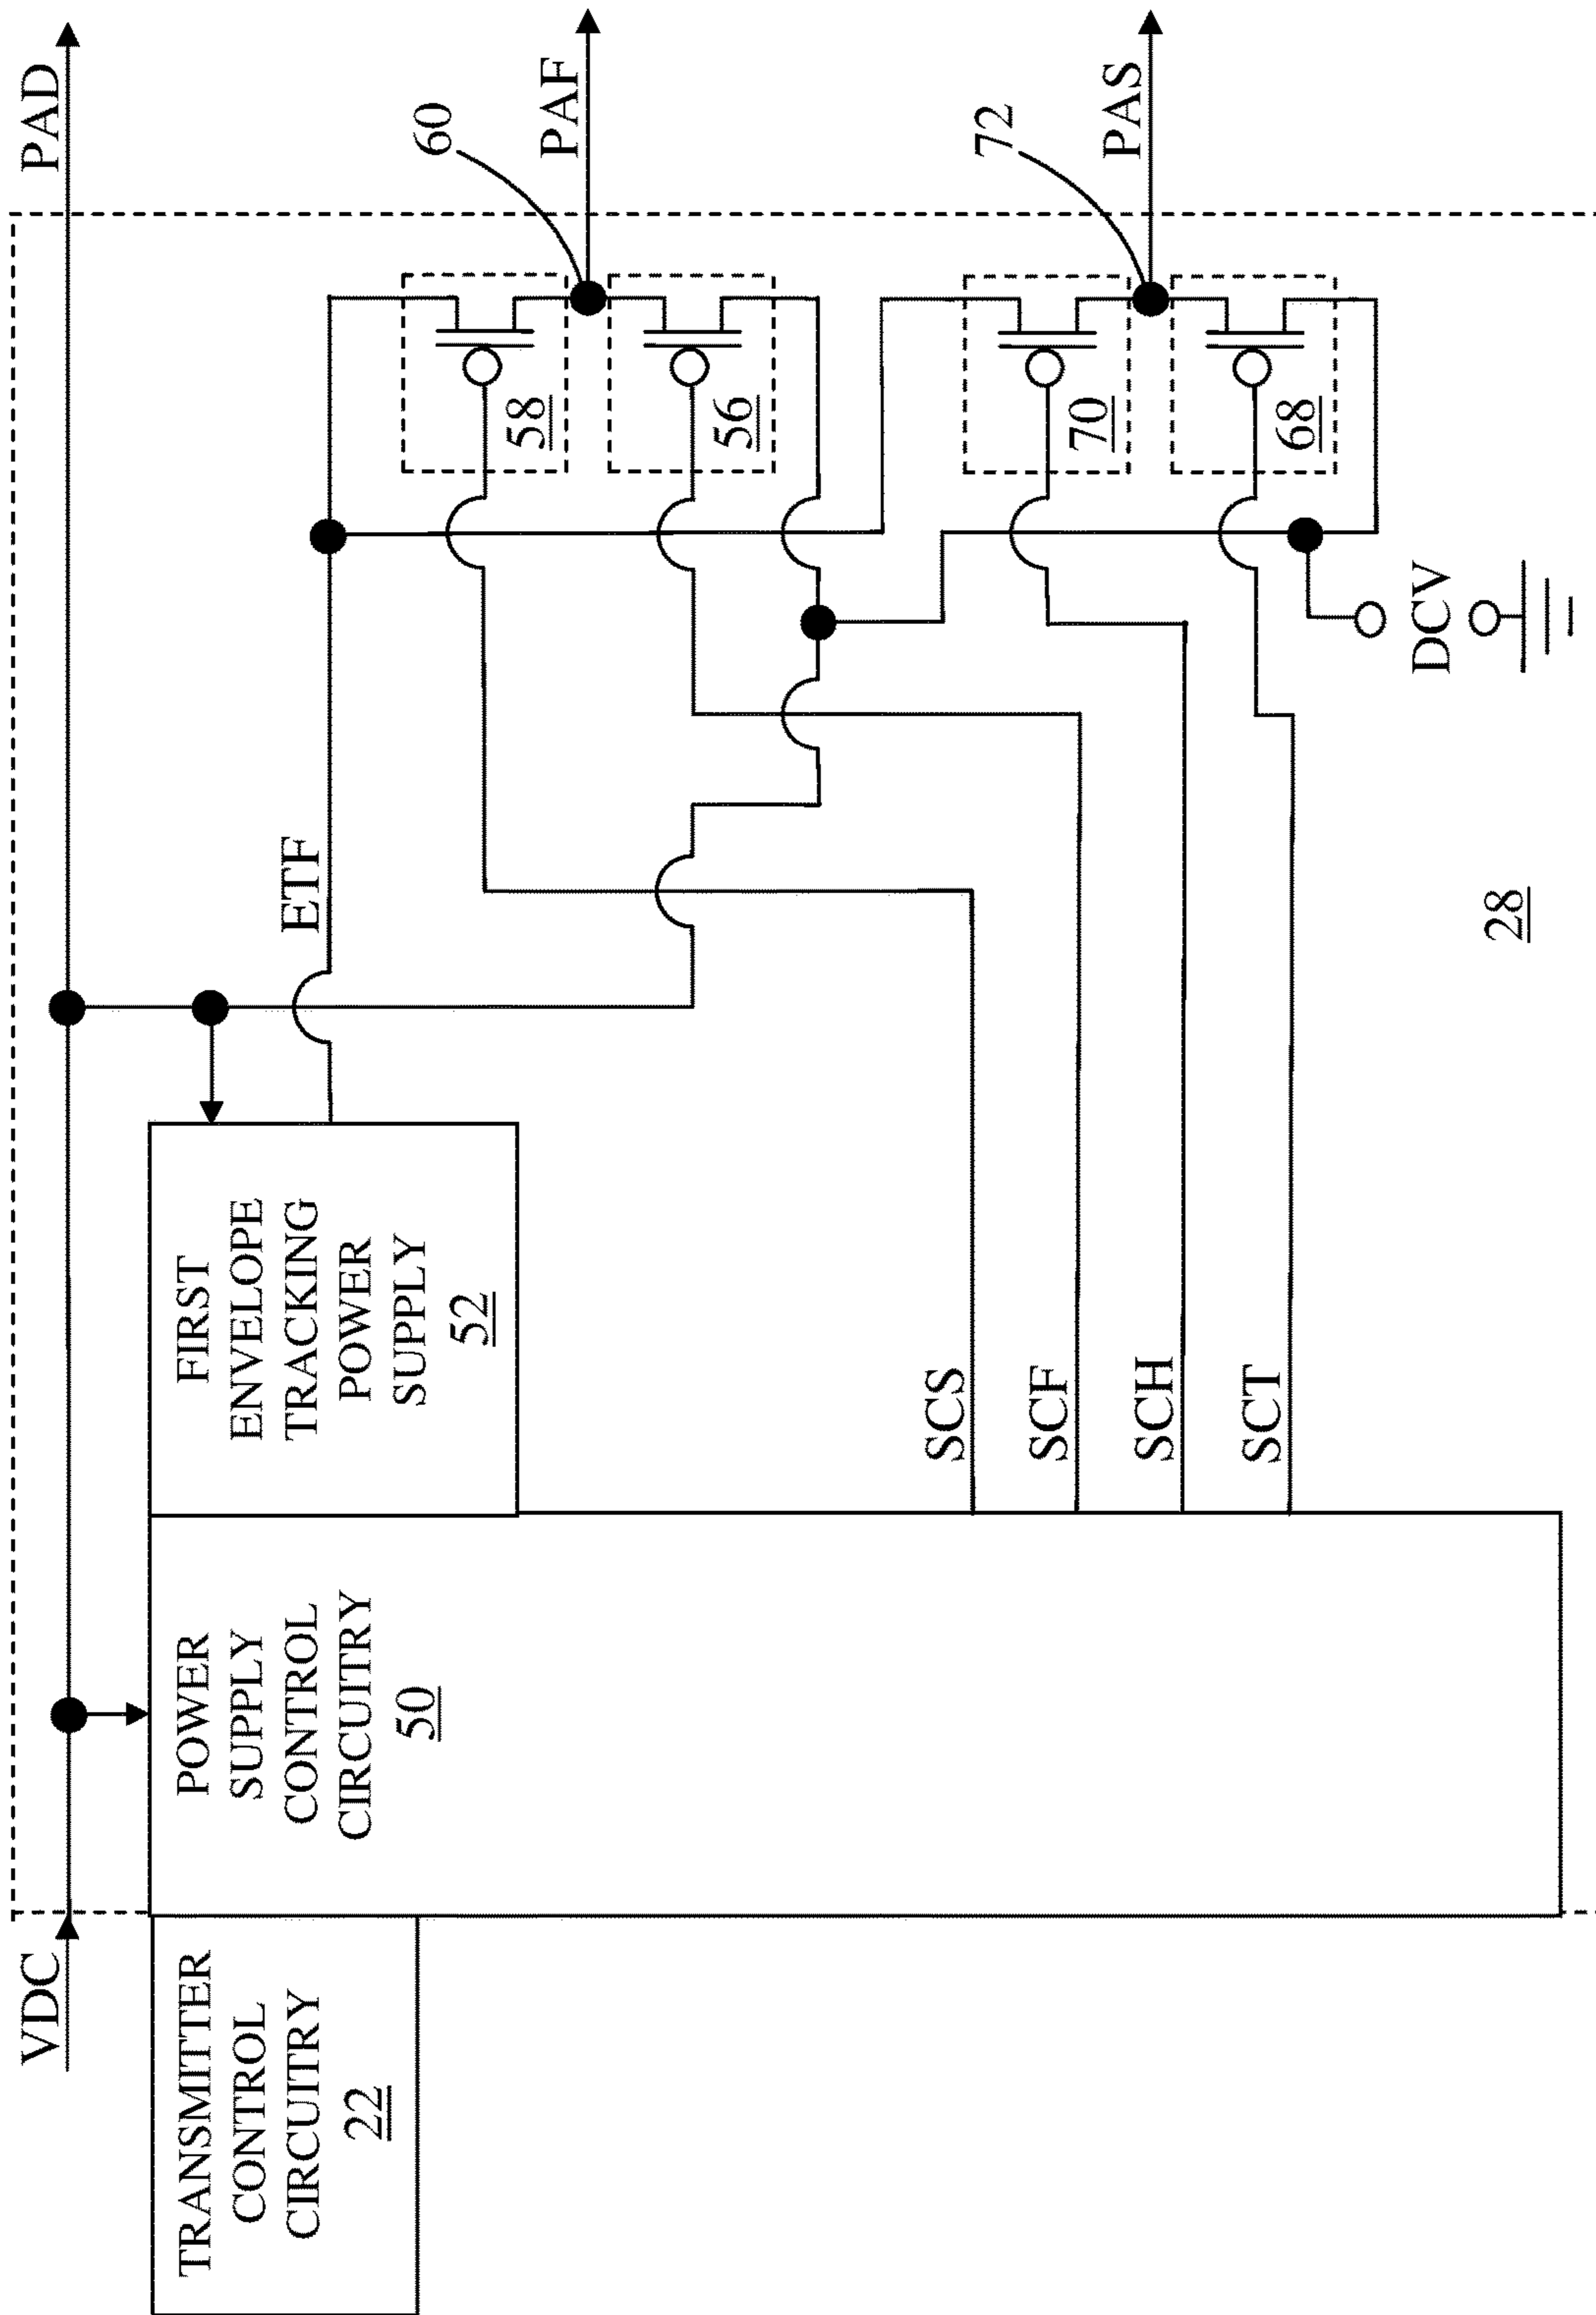 VDC
PAD
TRANSMITTER
CONTROL
CIRCUITRY
22
POWER
SUPPLY
CONTROL
CIRCUITRY
50
FIRST
ENVELOPE
TRACKING
POWER
SUPPLY
52
ETF
58
60
PAF
56
70
72
PAS
68
SCS
SCF
SCH
SCT
DCV
28